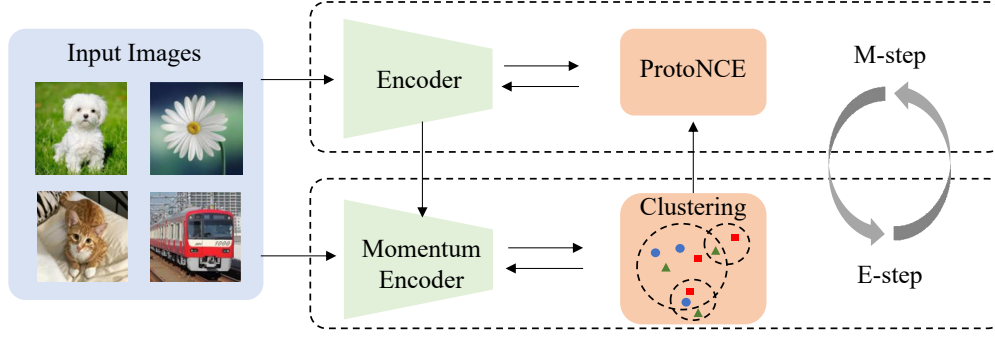 Input Images
Encoder
ProtoNCE
M-step
Momentum
Encoder
Clustering
E-step